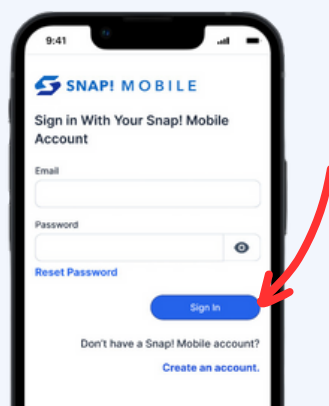 9:41
SNAP! MOBILE
Sign in With Your Snap! Mobile
Account
Email
Password
Reset Password
Sign In
Don't have a Snap! Mobile account?
Create an account.